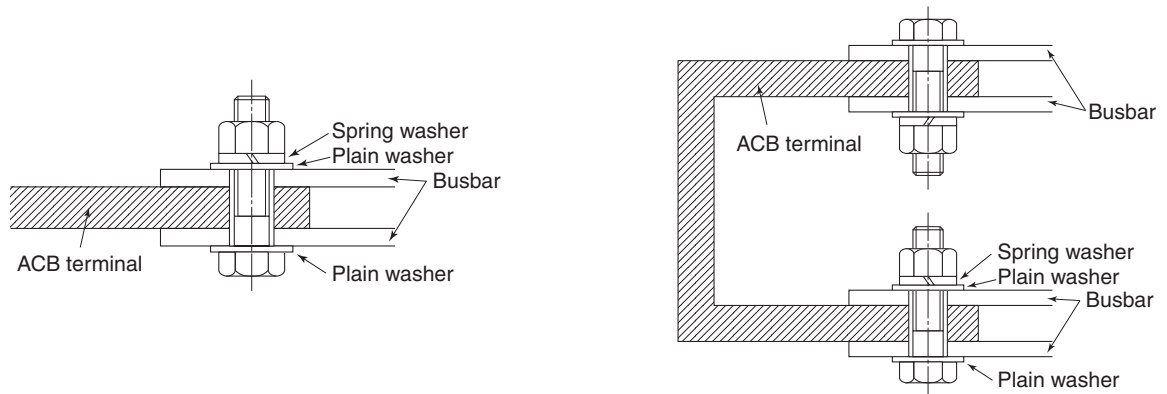 Spring washer
Plain washer
Busbar
ACB terminal
Plain washer
Busbar
ACB terminal
Spring washer
Plain washer
Busbar
Plain washer